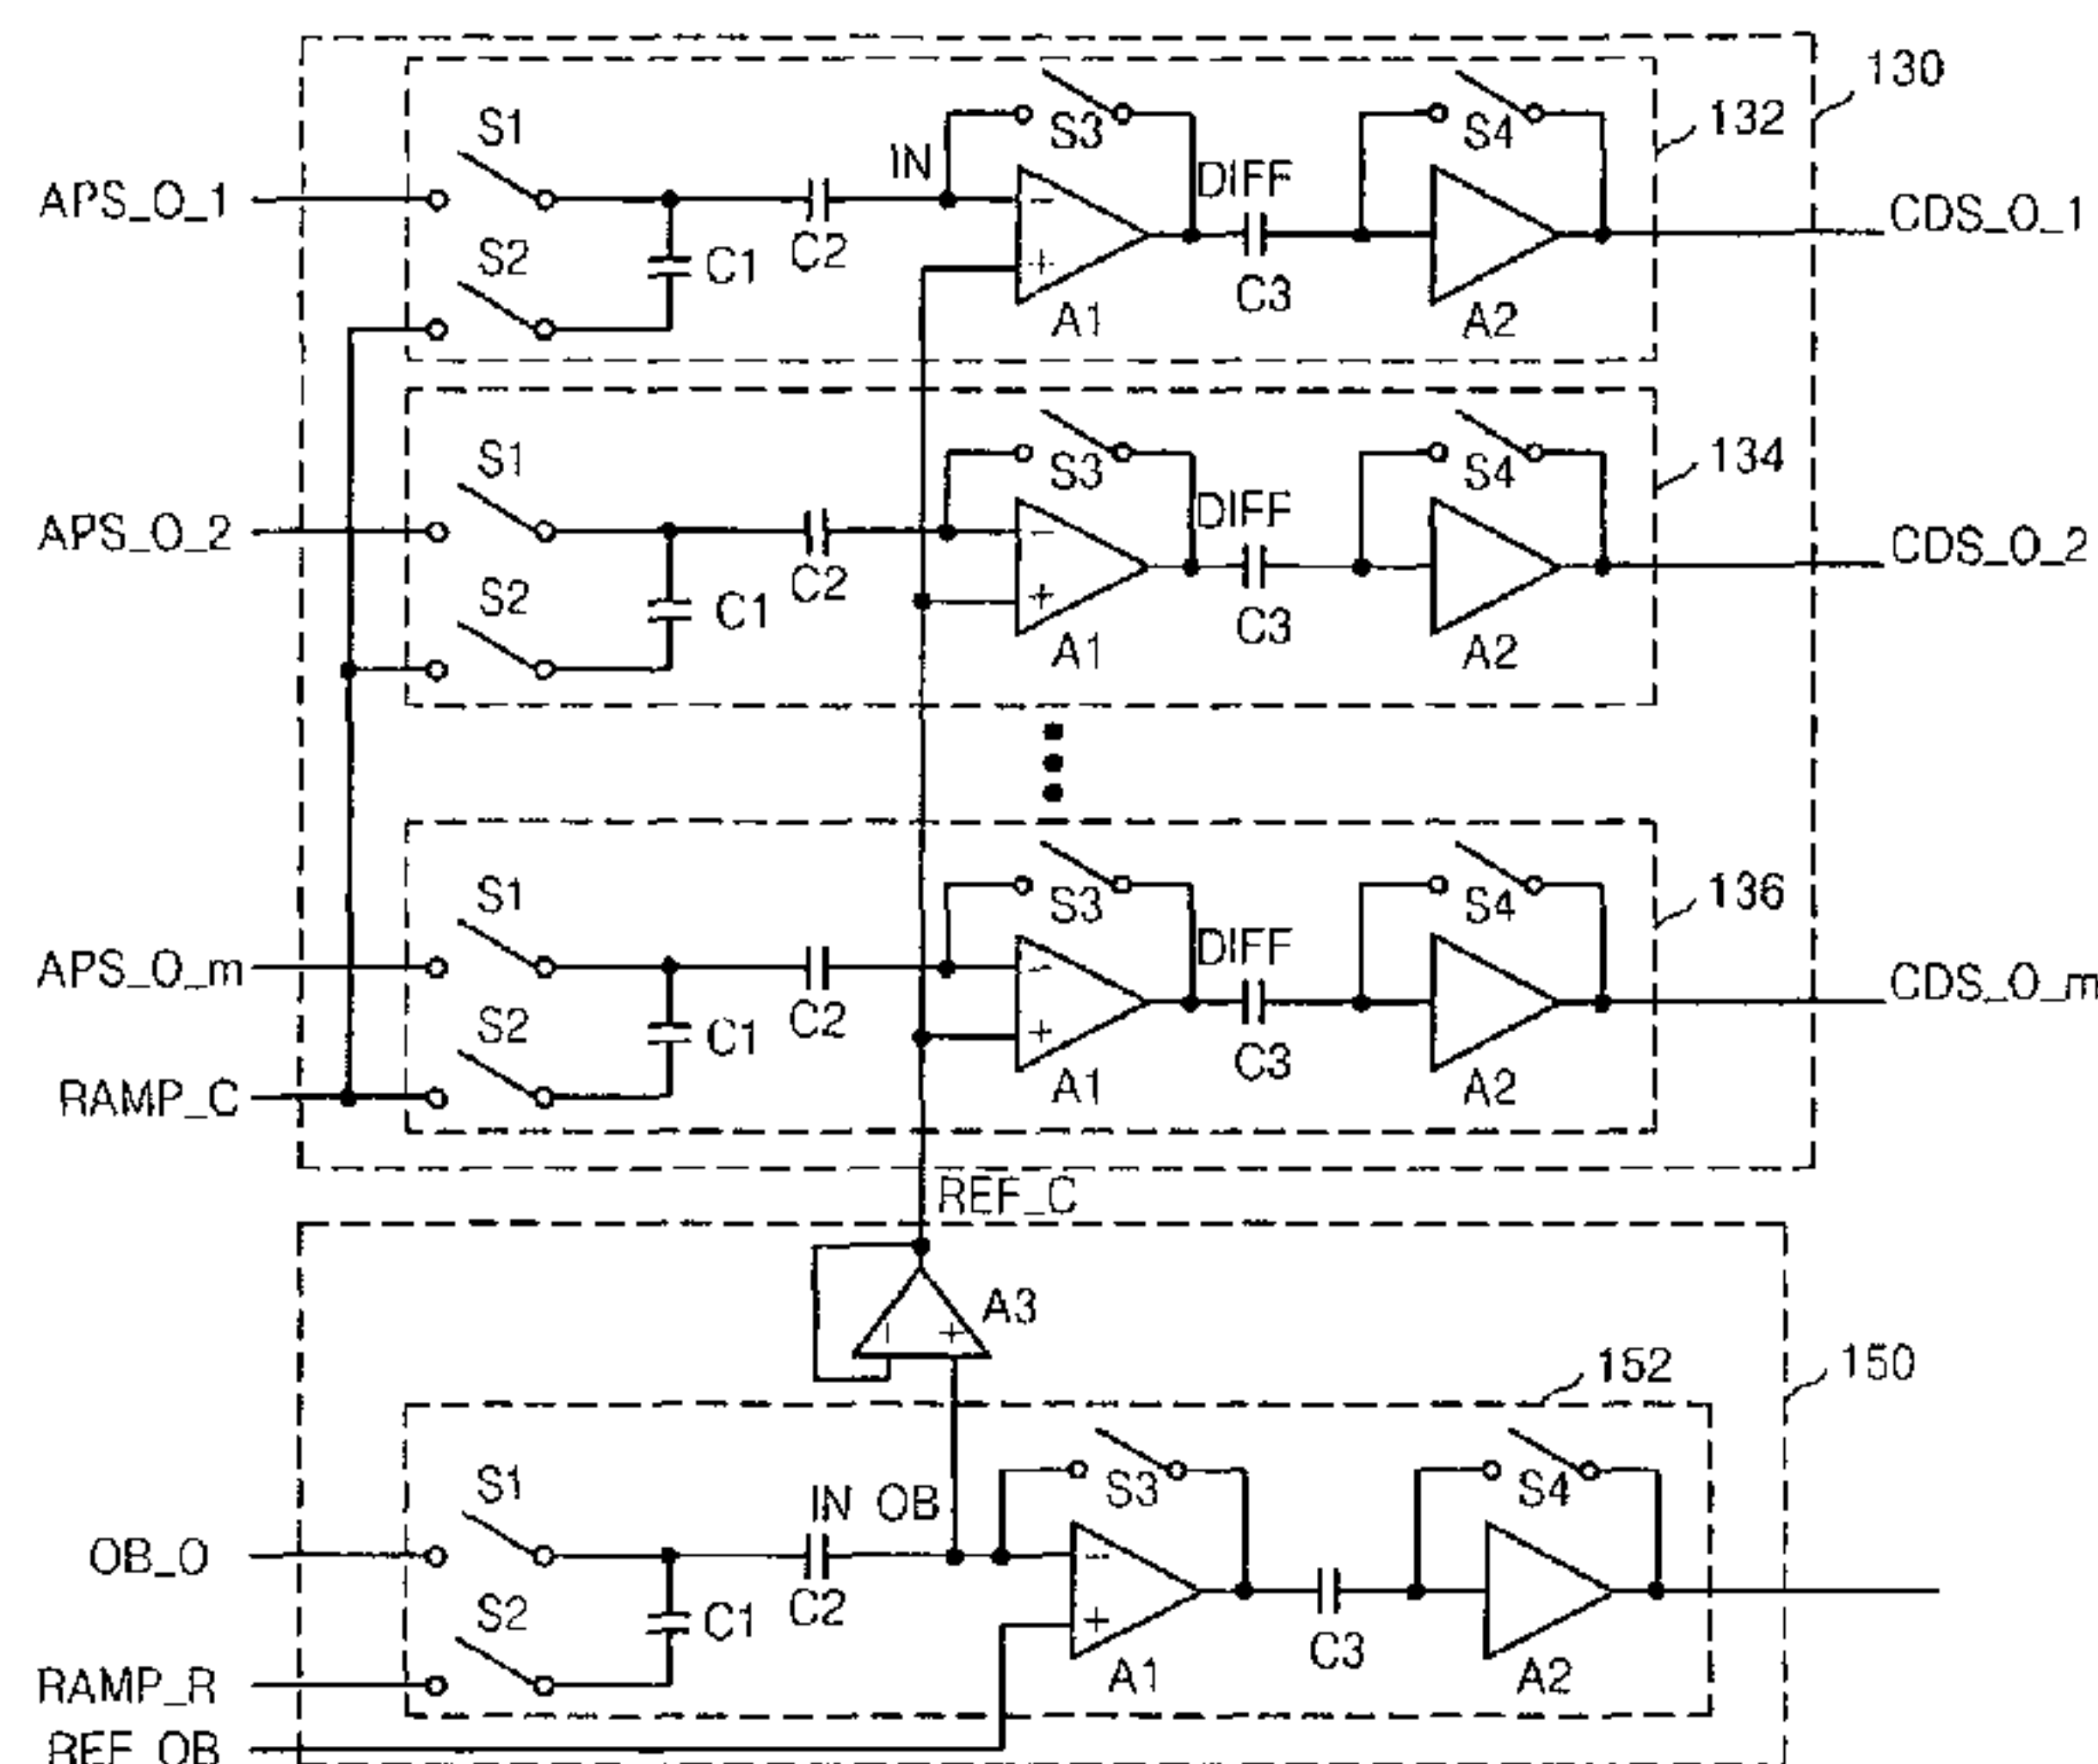 130
132
S1
S3
S4
IN
APS_O_1
DIFF
CDS_O_1
S2
C1
C2
C3
A1
A2
134
S1
S3
S4
APS_O_2
DIFF
CDS_O_2
S2
C1
C2
C3
A1
A2
136
S1
S3
S4
APS_O_m
DIFF
CDS_O_m
S2
C1
C2
C3
A1
A2
RAMP_C
REF_C
A3
152
150
S1
IN OB
S3
S4
OB_O
S2
C1
C2
C3
A1
A2
RAMP_R
REF_OB